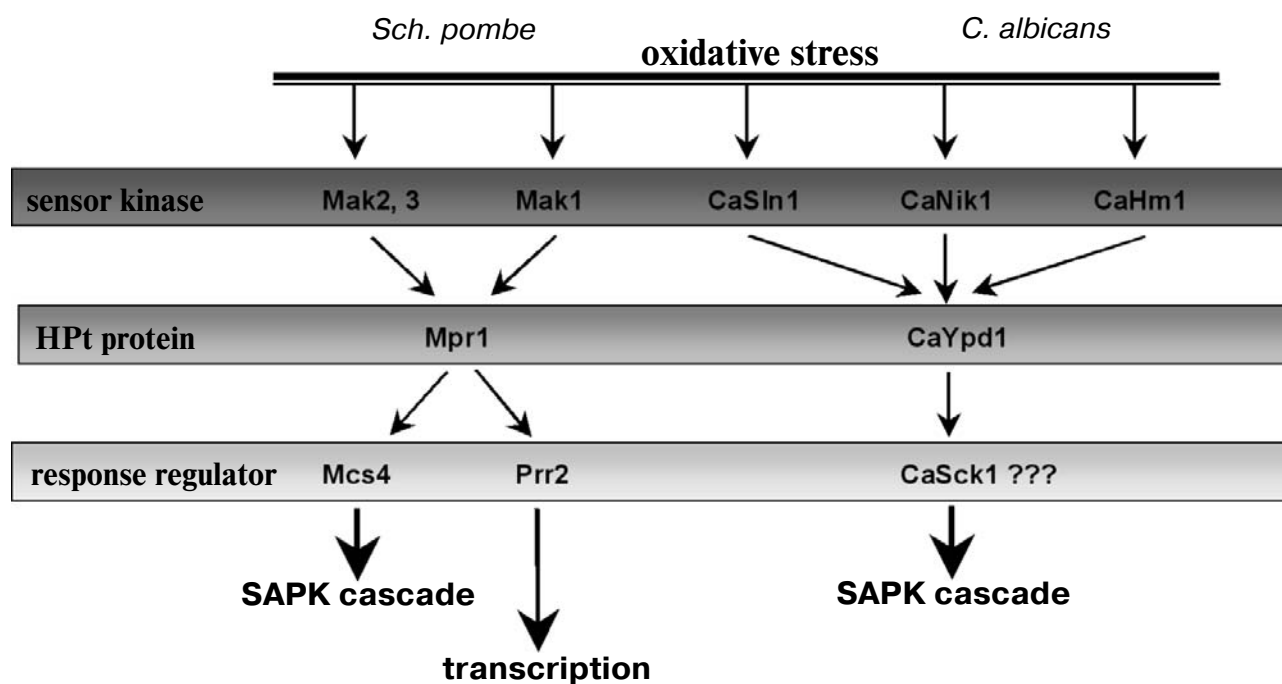 Sch. pombe C. albicans
oxidative stress
sensor kinase Mak2, 3 Mak1 CaSln1 CaNik1 CaHm1
HPt protein Mpr1 CaYpd1
response regulator Mcs4 Prr2 CaSck1 ???
SAPK cascade SAPK cascade
transcription